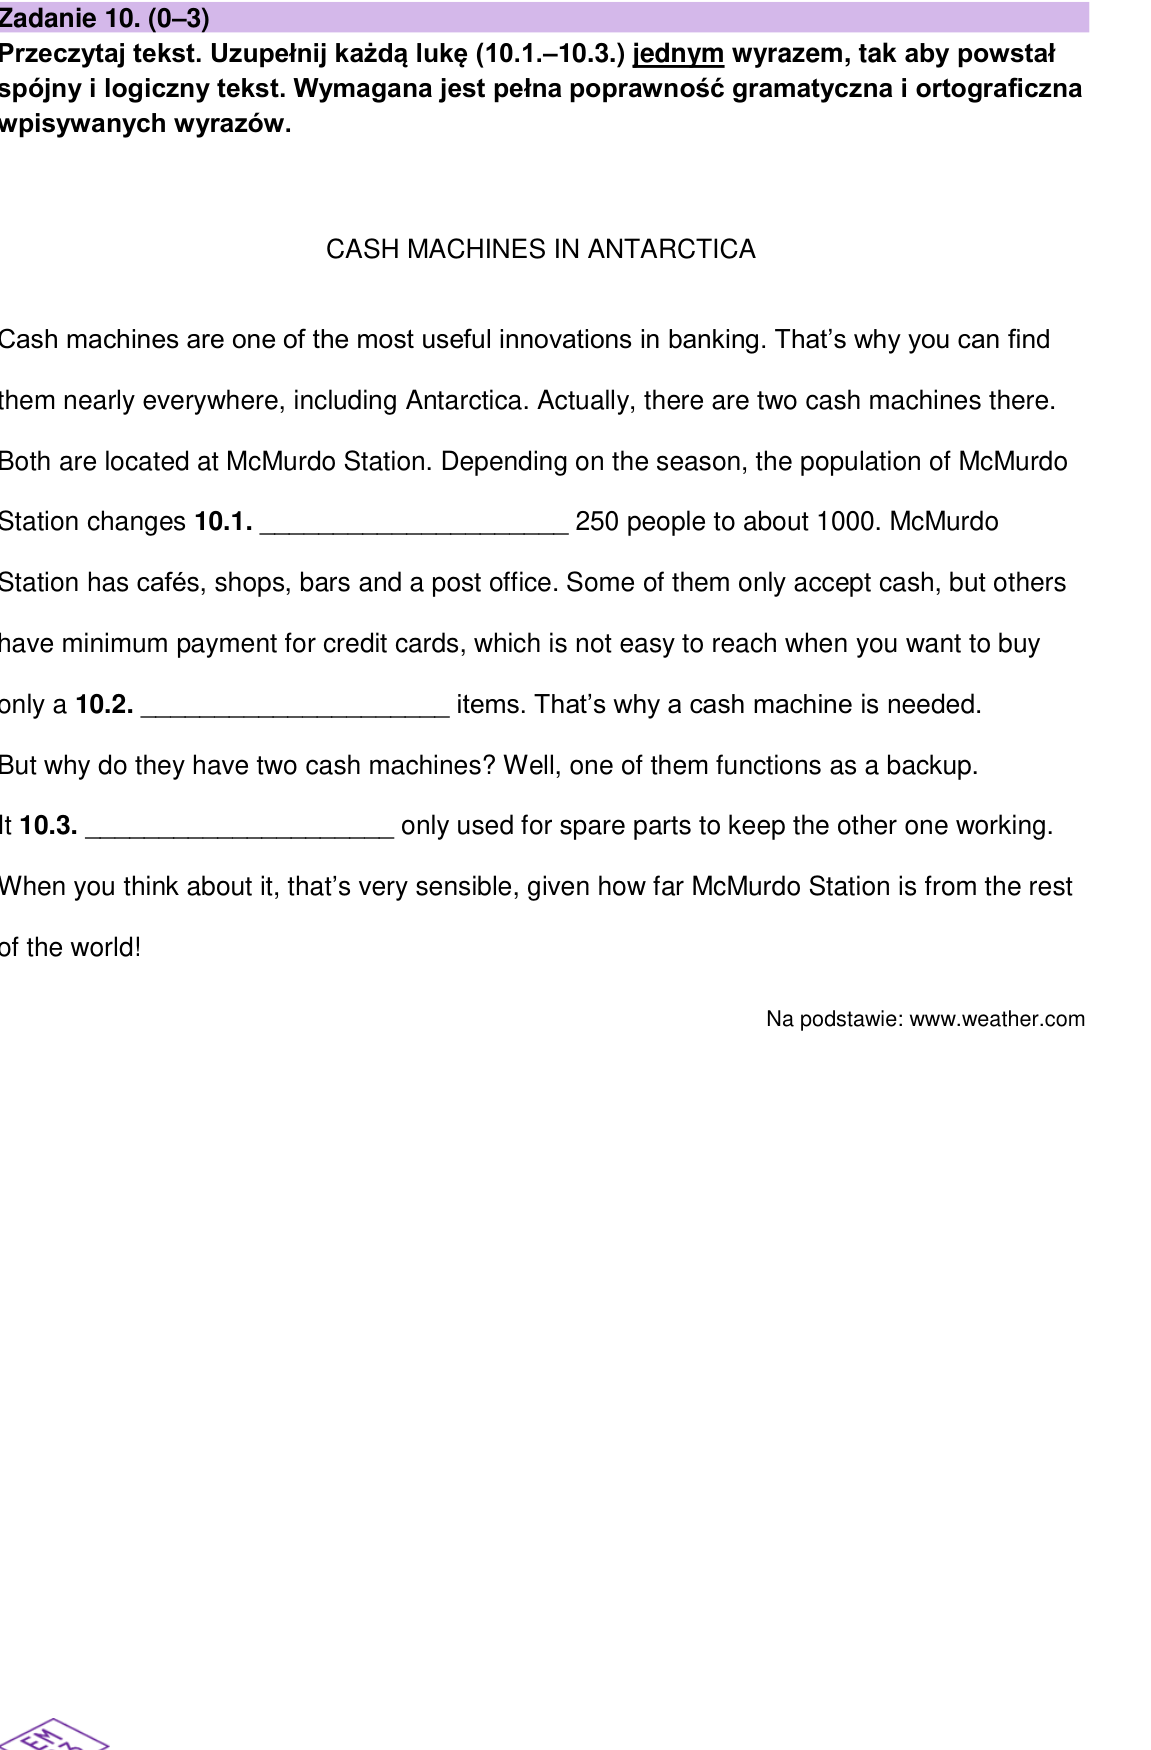 Zadanie 10. (0–3)
Przeczytaj tekst. Uzupełnij każdą lukę (10.1.–10.3.) jednym wyrazem, tak aby powstał
spójny i logiczny tekst. Wymagana jest pełna poprawność gramatyczna i ortograficzna
wpisywanych wyrazów.
CASH MACHINES IN ANTARCTICA
Cash machines are one of the most useful innovations in banking. That’s why you can find
them nearly everywhere, including Antarctica. Actually, there are two cash machines there.
Both are located at McMurdo Station. Depending on the season, the population of McMurdo
Station changes 10.1. _____________________ 250 people to about 1000. McMurdo
Station has cafés, shops, bars and a post office. Some of them only accept cash, but others
have minimum payment for credit cards, which is not easy to reach when you want to buy
only a 10.2. _____________________ items. That’s why a cash machine is needed.
But why do they have two cash machines? Well, one of them functions as a backup.
It 10.3. _____________________ only used for spare parts to keep the other one working.
When you think about it, that’s very sensible, given how far McMurdo Station is from the rest
of the world!
Na podstawie: www.weather.com